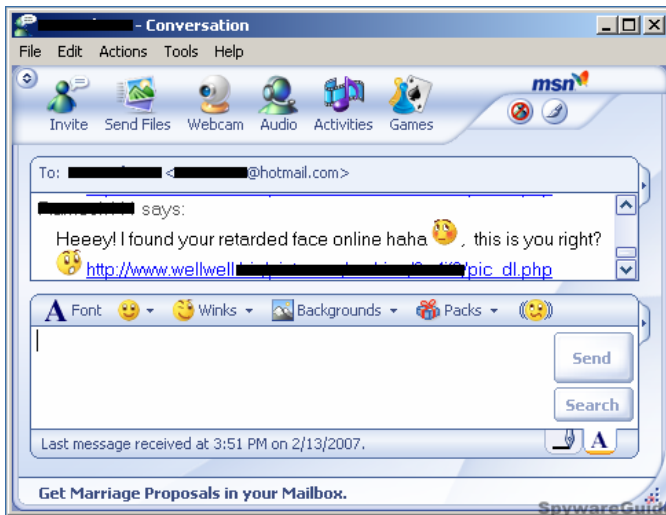 - Conversation
File Edit Actions Tools Help
msn
Invite Send Files Webcam Audio Activities Games
To: < @hotmail.com>
says:
Heeey! I found your retarded face online haha , this is you right?
http://www.wellwell pic_dl.php
A Font Winks Backgrounds Packs
Send
Search
Last message received at 3:51 PM on 2/13/2007.
A
Get Marriage Proposals in your Mailbox.
SpywareGuide